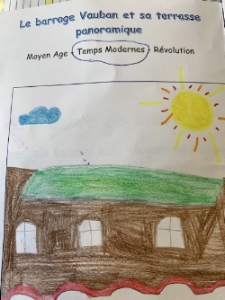 Le barrage Vauban et sa terrasse
panoramique
Moyen Age - Temps Modernes - Révolution